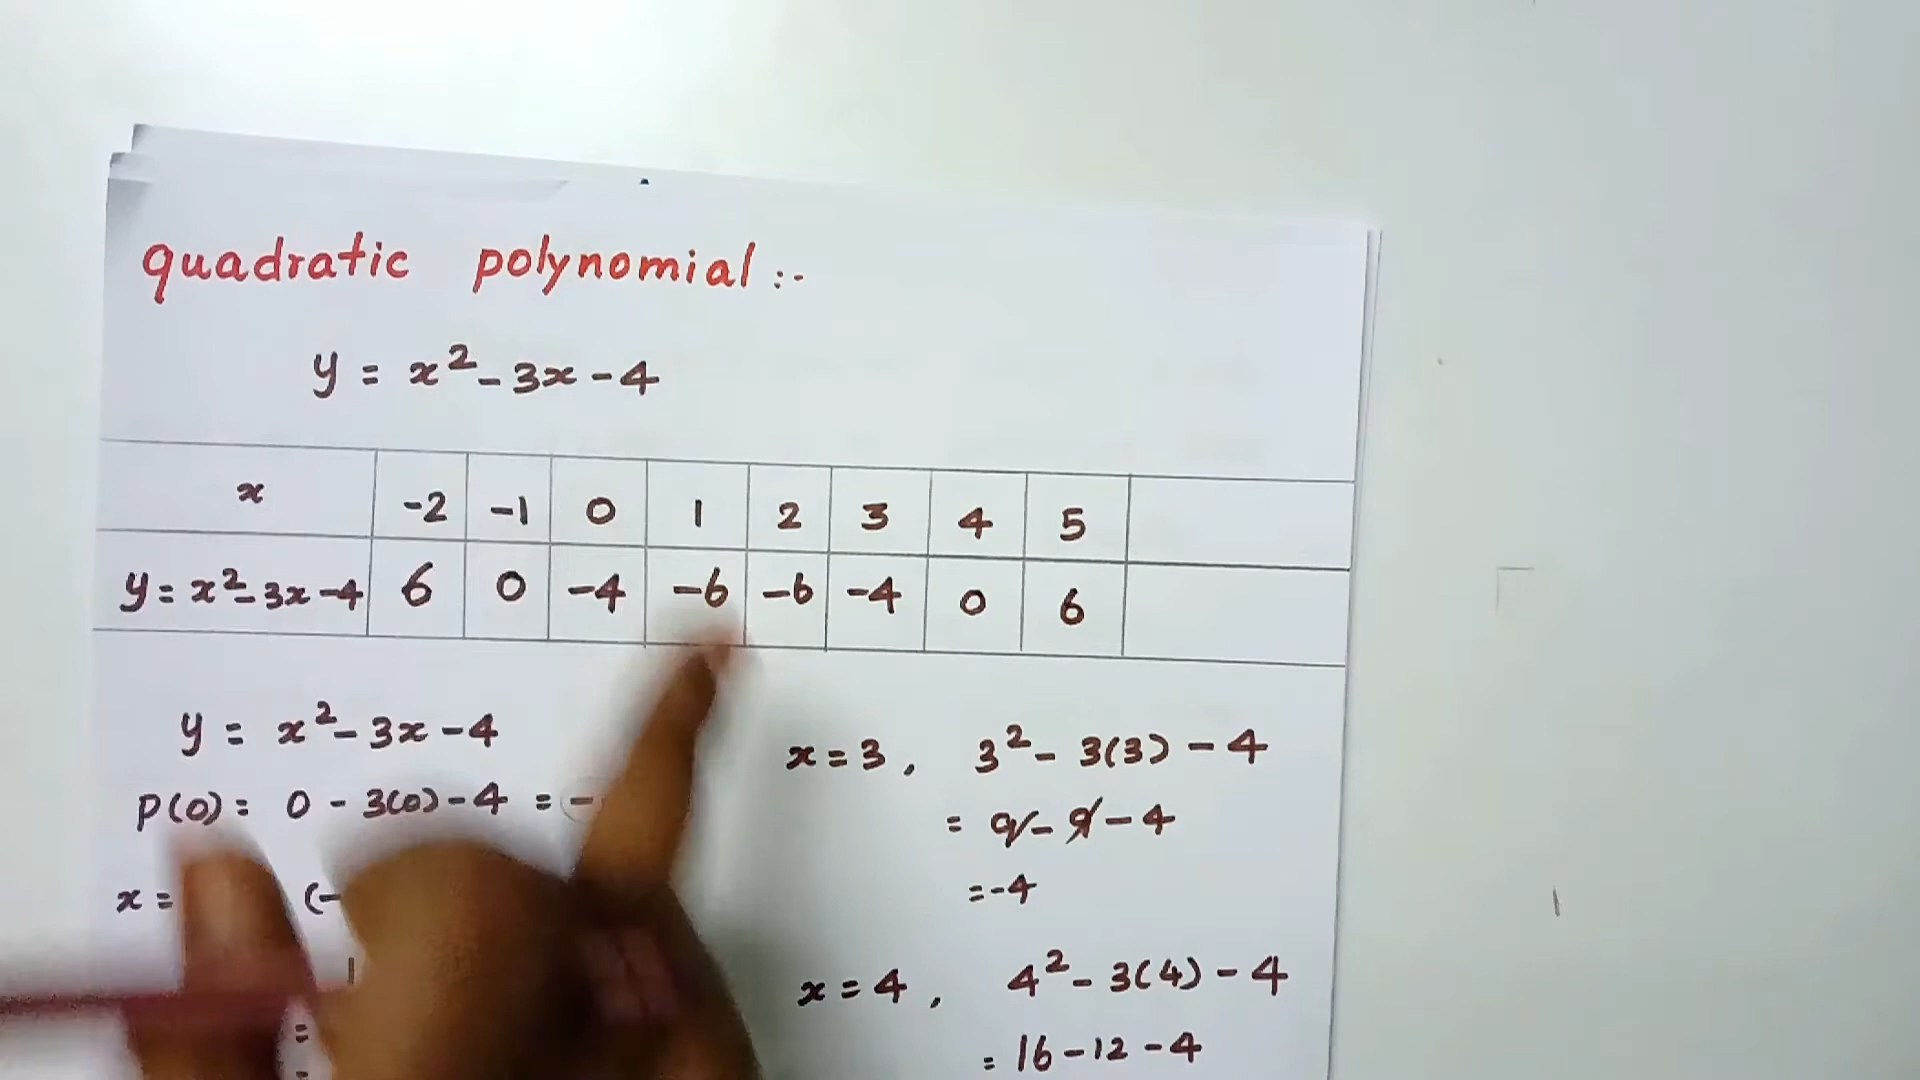 quadratic polynomial :-
y = x² - 3x - 4
x -2 -1 0 1 2 3 4 5
y = x² - 3x - 4 6 0 -4 -6 -6 -4 0 6
y = x² - 3x - 4
P(0) = 0 - 3(0) - 4 = -
x =
(-
=
x = 3 , 3² - 3(3) - 4
= 9 - 9 - 4
= -4
x = 4 , 4² - 3(4) - 4
= 16 - 12 - 4